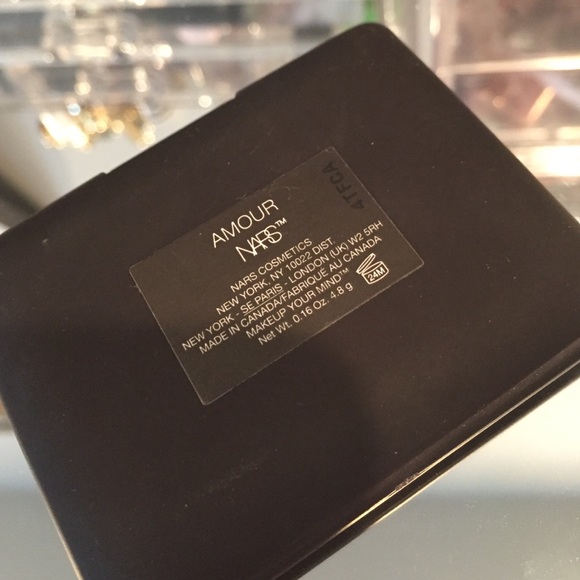 4TFCA
AMOUR
NARS™
NARS COSMETICS
NEW YORK, NY 10022 DIST.
NEW YORK - SE PARIS - LONDON (UK) W2 5RH
MADE IN CANADA/FABRIQUE AU CANADA
MAKEUP YOUR MIND™
Net Wt. 0.16 Oz. 4.8 g
24M